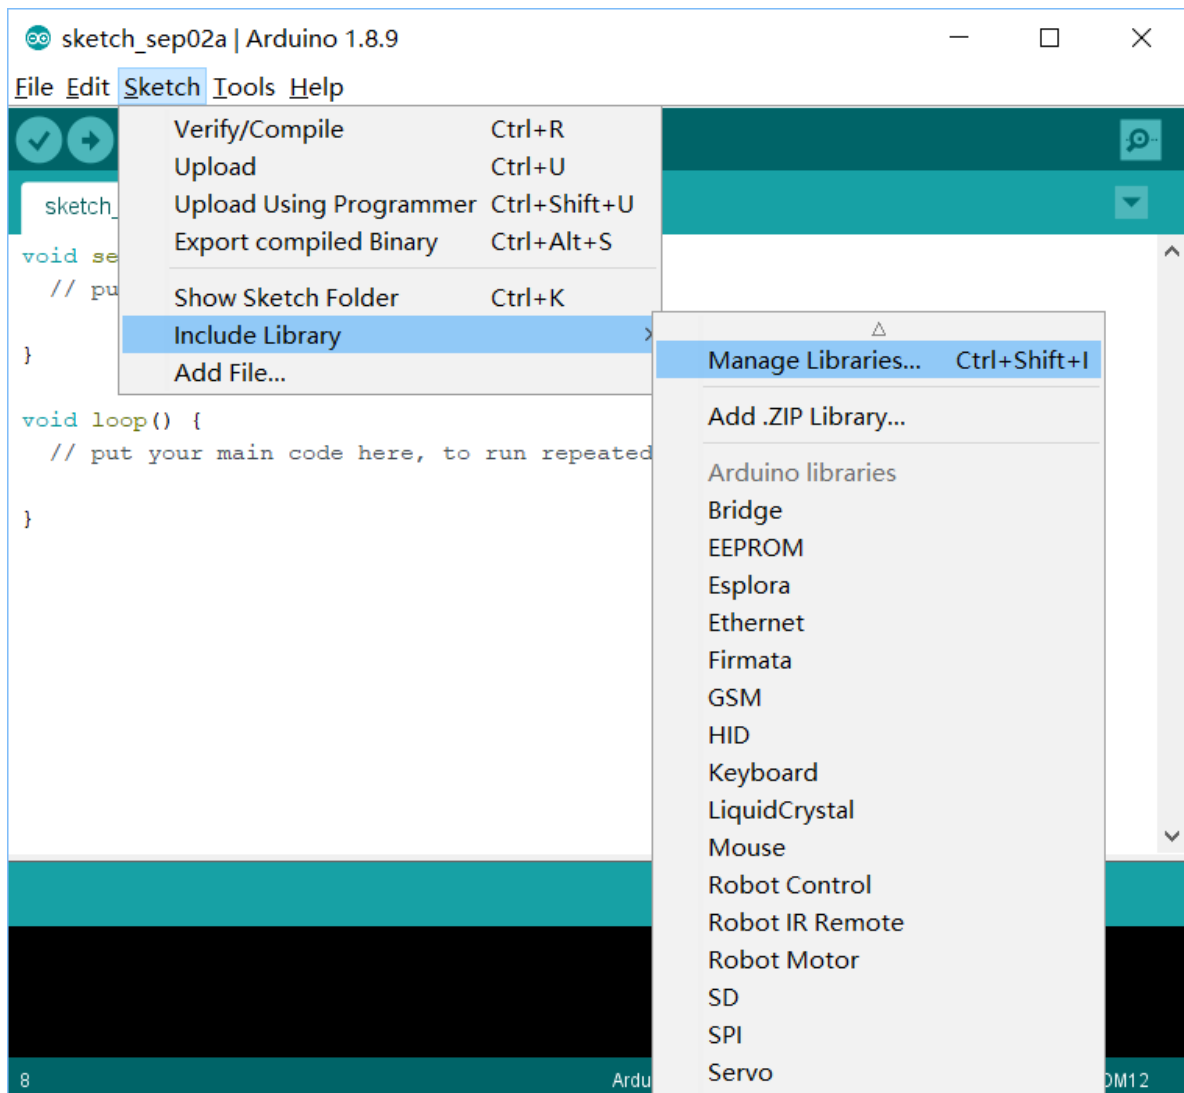 sketch_sep02a | Arduino 1.8.9
File Edit Sketch Tools Help
Verify/Compile Ctrl+R
Upload Ctrl+U
Upload Using Programmer Ctrl+Shift+U
Export compiled Binary Ctrl+Alt+S
Show Sketch Folder Ctrl+K
Include Library
Add File...
sketch_
void se
// pu
}
void loop() {
// put your main code here, to run repeated
}
Manage Libraries... Ctrl+Shift+I
Add .ZIP Library...
Arduino libraries
Bridge
EEPROM
Esplora
Ethernet
Firmata
GSM
HID
Keyboard
LiquidCrystal
Mouse
Robot Control
Robot IR Remote
Robot Motor
SD
SPI
Servo
8 Ardu OM12